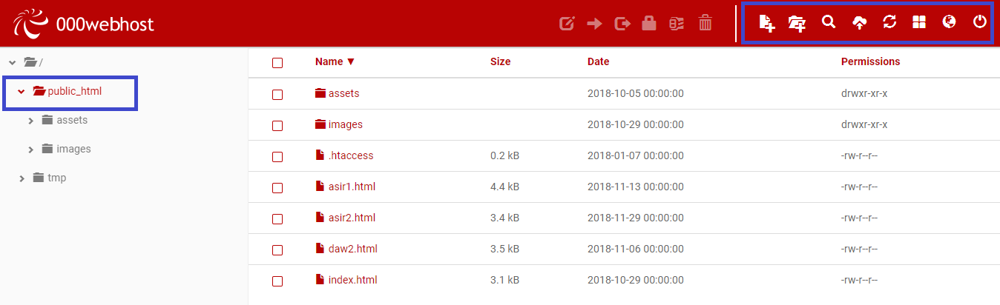 000webhost
/
public_html
assets
images
tmp
Name ▼ Size Date Permissions
assets 2018-10-05 00:00:00 drwxr-xr-x
images 2018-10-29 00:00:00 drwxr-xr-x
.htaccess 0.2 kB 2018-01-07 00:00:00 -rw-r--r--
asir1.html 4.4 kB 2018-11-13 00:00:00 -rw-r--r--
asir2.html 3.4 kB 2018-11-29 00:00:00 -rw-r--r--
daw2.html 3.5 kB 2018-11-06 00:00:00 -rw-r--r--
index.html 3.1 kB 2018-10-29 00:00:00 -rw-r--r--